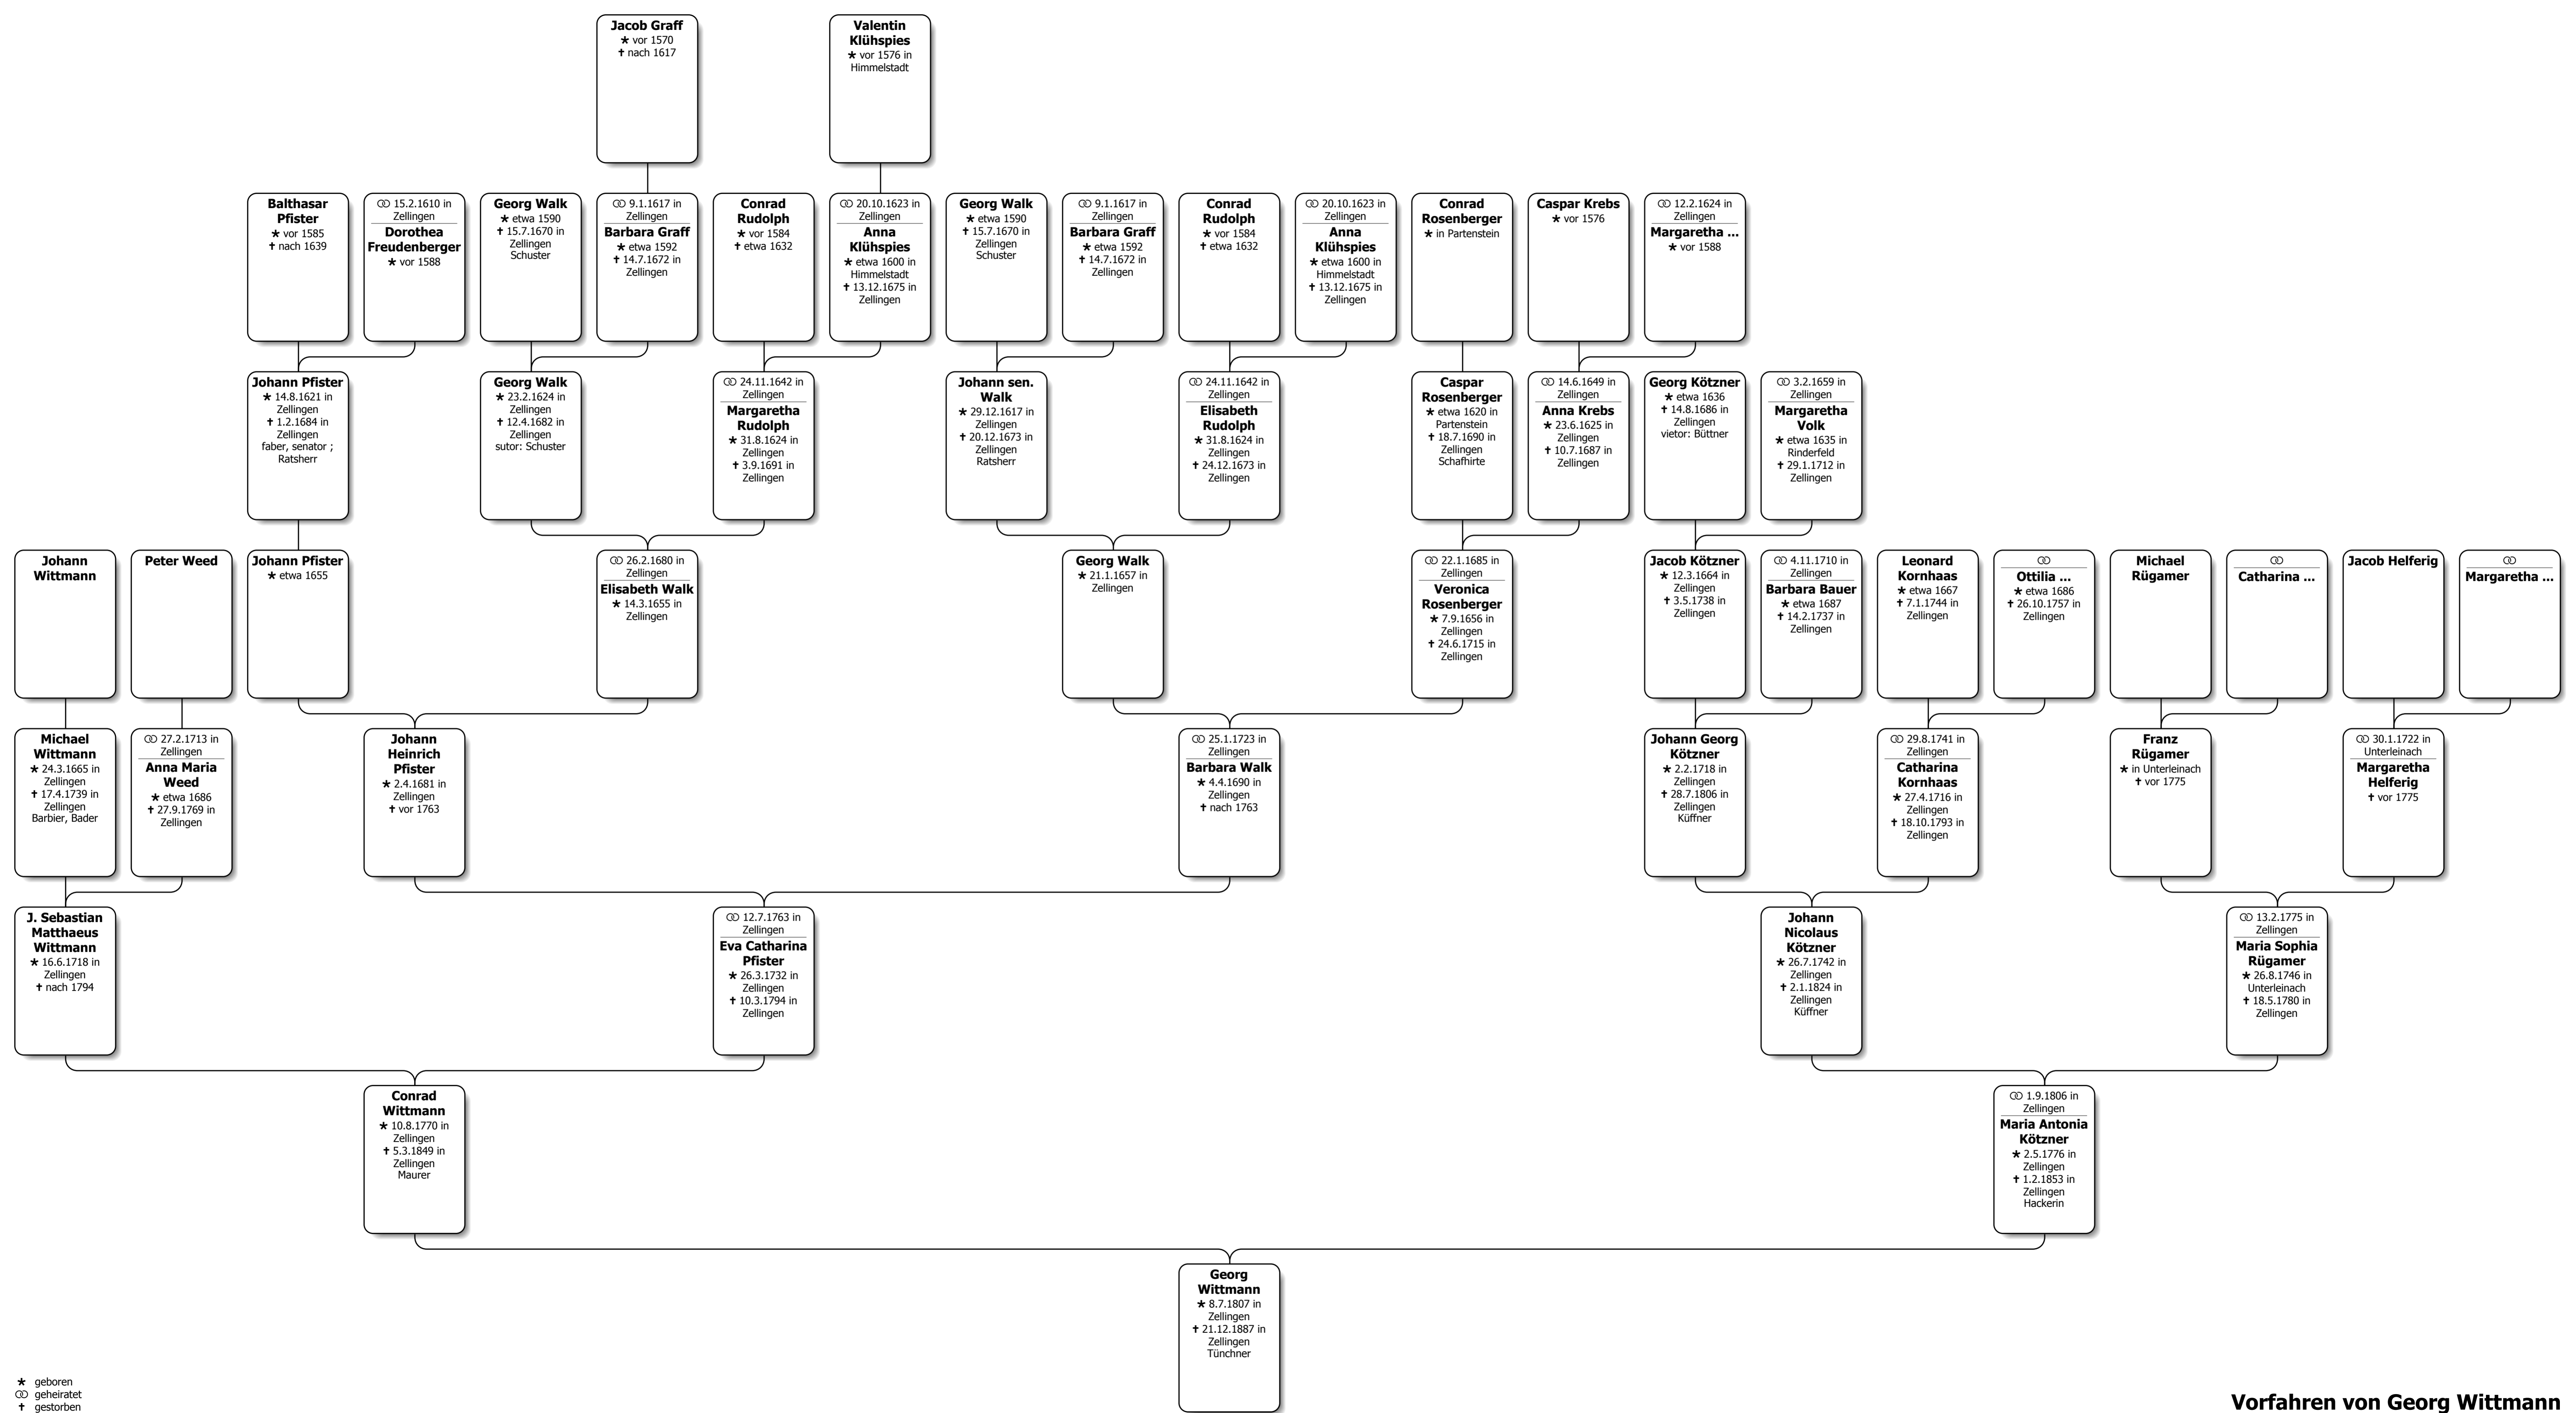 Jacob Graff
★ vor 1570
✝ nach 1617
Valentin
Klühspies
★ vor 1576 in
Himmelstadt
Balthasar
Pfister
★ vor 1585
✝ nach 1639
⚭ 15.2.1610 in
Zellingen
Dorothea
Freudenberger
★ vor 1588
Georg Walk
★ etwa 1590
✝ 15.7.1670 in
Zellingen
Schuster
⚭ 9.1.1617 in
Zellingen
Barbara Graff
★ etwa 1592
✝ 14.7.1672 in
Zellingen
Conrad
Rudolph
★ vor 1584
✝ etwa 1632
⚭ 20.10.1623 in
Zellingen
Anna
Klühspies
★ etwa 1600 in
Himmelstadt
✝ 13.12.1675 in
Zellingen
Georg Walk
★ etwa 1590
✝ 15.7.1670 in
Zellingen
Schuster
⚭ 9.1.1617 in
Zellingen
Barbara Graff
★ etwa 1592
✝ 14.7.1672 in
Zellingen
Conrad
Rudolph
★ vor 1584
✝ etwa 1632
⚭ 20.10.1623 in
Zellingen
Anna
Klühspies
★ etwa 1600 in
Himmelstadt
✝ 13.12.1675 in
Zellingen
Conrad
Rosenberger
★ in Partenstein
Caspar Krebs
★ vor 1576
⚭ 12.2.1624 in
Zellingen
Margaretha ...
★ vor 1588
Johann Pfister
★ 14.8.1621 in
Zellingen
✝ 1.2.1684 in
Zellingen
faber, senator ;
Ratsherr
Georg Walk
★ 23.2.1624 in
Zellingen
✝ 12.4.1682 in
Zellingen
sutor: Schuster
⚭ 24.11.1642 in
Zellingen
Margaretha
Rudolph
★ 31.8.1624 in
Zellingen
✝ 3.9.1691 in
Zellingen
Johann sen.
Walk
★ 29.12.1617 in
Zellingen
✝ 20.12.1673 in
Zellingen
Ratsherr
⚭ 24.11.1642 in
Zellingen
Elisabeth
Rudolph
★ 31.8.1624 in
Zellingen
✝ 24.12.1673 in
Zellingen
Caspar
Rosenberger
★ etwa 1620 in
Partenstein
✝ 18.7.1690 in
Zellingen
Schafhirte
⚭ 14.6.1649 in
Zellingen
Anna Krebs
★ 23.6.1625 in
Zellingen
✝ 10.7.1687 in
Zellingen
Georg Kötzner
★ etwa 1636
✝ 14.8.1686 in
Zellingen
vietor: Büttner
⚭ 3.2.1659 in
Zellingen
Margaretha
Volk
★ etwa 1635 in
Rinderfeld
✝ 29.1.1712 in
Zellingen
Johann
Wittmann
Peter Weed
Johann Pfister
★ etwa 1655
⚭ 26.2.1680 in
Zellingen
Elisabeth Walk
★ 14.3.1655 in
Zellingen
Georg Walk
★ 21.1.1657 in
Zellingen
⚭ 22.1.1685 in
Zellingen
Veronica
Rosenberger
★ 7.9.1656 in
Zellingen
✝ 24.6.1715 in
Zellingen
Jacob Kötzner
★ 12.3.1664 in
Zellingen
✝ 3.5.1738 in
Zellingen
⚭ 4.11.1710 in
Zellingen
Barbara Bauer
★ etwa 1687
✝ 14.2.1737 in
Zellingen
Leonard
Kornhaas
★ etwa 1667
✝ 7.1.1744 in
Zellingen
⚭
Ottilia ...
★ etwa 1686
✝ 26.10.1757 in
Zellingen
Michael
Rügamer
⚭
Catharina ...
Jacob Helferig
⚭
Margaretha ...
Michael
Wittmann
★ 24.3.1665 in
Zellingen
✝ 17.4.1739 in
Zellingen
Barbier, Bader
⚭ 27.2.1713 in
Zellingen
Anna Maria
Weed
★ etwa 1686
✝ 27.9.1769 in
Zellingen
Johann
Heinrich
Pfister
★ 2.4.1681 in
Zellingen
✝ vor 1763
⚭ 25.1.1723 in
Zellingen
Barbara Walk
★ 4.4.1690 in
Zellingen
✝ nach 1763
Johann Georg
Kötzner
★ 2.2.1718 in
Zellingen
✝ 28.7.1806 in
Zellingen
Küffner
⚭ 29.8.1741 in
Zellingen
Catharina
Kornhaas
★ 27.4.1716 in
Zellingen
✝ 18.10.1793 in
Zellingen
Franz
Rügamer
★ in Unterleinach
✝ vor 1775
⚭ 30.1.1722 in
Unterleinach
Margaretha
Helferig
✝ vor 1775
J. Sebastian
Matthaeus
Wittmann
★ 16.6.1718 in
Zellingen
✝ nach 1794
⚭ 12.7.1763 in
Zellingen
Eva Catharina
Pfister
★ 26.3.1732 in
Zellingen
✝ 10.3.1794 in
Zellingen
Johann
Nicolaus
Kötzner
★ 26.7.1742 in
Zellingen
✝ 2.1.1824 in
Zellingen
Küffner
⚭ 13.2.1775 in
Zellingen
Maria Sophia
Rügamer
★ 26.8.1746 in
Unterleinach
✝ 18.5.1780 in
Zellingen
Conrad
Wittmann
★ 10.8.1770 in
Zellingen
✝ 5.3.1849 in
Zellingen
Maurer
⚭ 1.9.1806 in
Zellingen
Maria Antonia
Kötzner
★ 2.5.1776 in
Zellingen
✝ 1.2.1853 in
Zellingen
Hackerin
Georg
Wittmann
★ 8.7.1807 in
Zellingen
✝ 21.12.1887 in
Zellingen
Tünchner
★ geboren
⚭ geheiratet
✝ gestorben
Vorfahren von Georg Wittmann